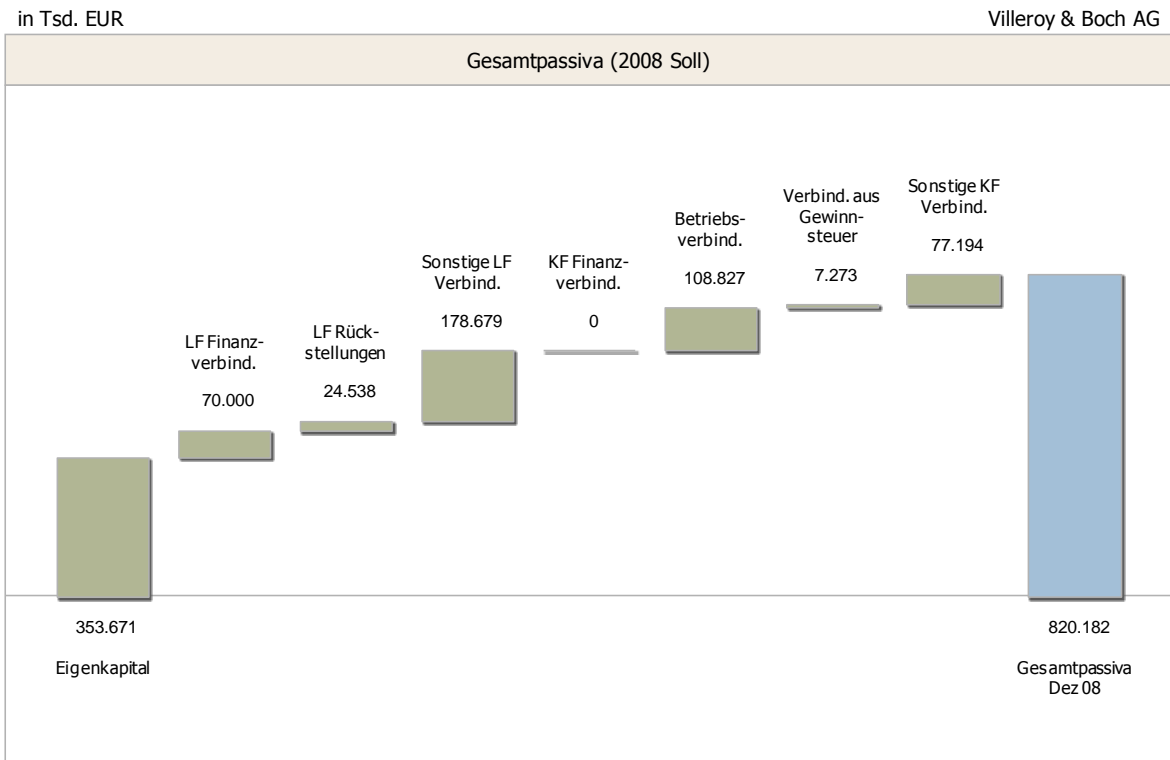 in Tsd. EUR
Villeroy & Boch AG
Gesamtpassiva (2008 Soll)
353.671
Eigenkapital
LF Finanz-
verbind.
70.000
LF Rück-
stellungen
24.538
Sonstige LF
Verbind.
178.679
KF Finanz-
verbind.
0
Betriebs-
verbind.
108.827
Verbind. aus
Gewinn-
steuer
7.273
Sonstige KF
Verbind.
77.194
820.182
Gesamtpassiva
Dez 08